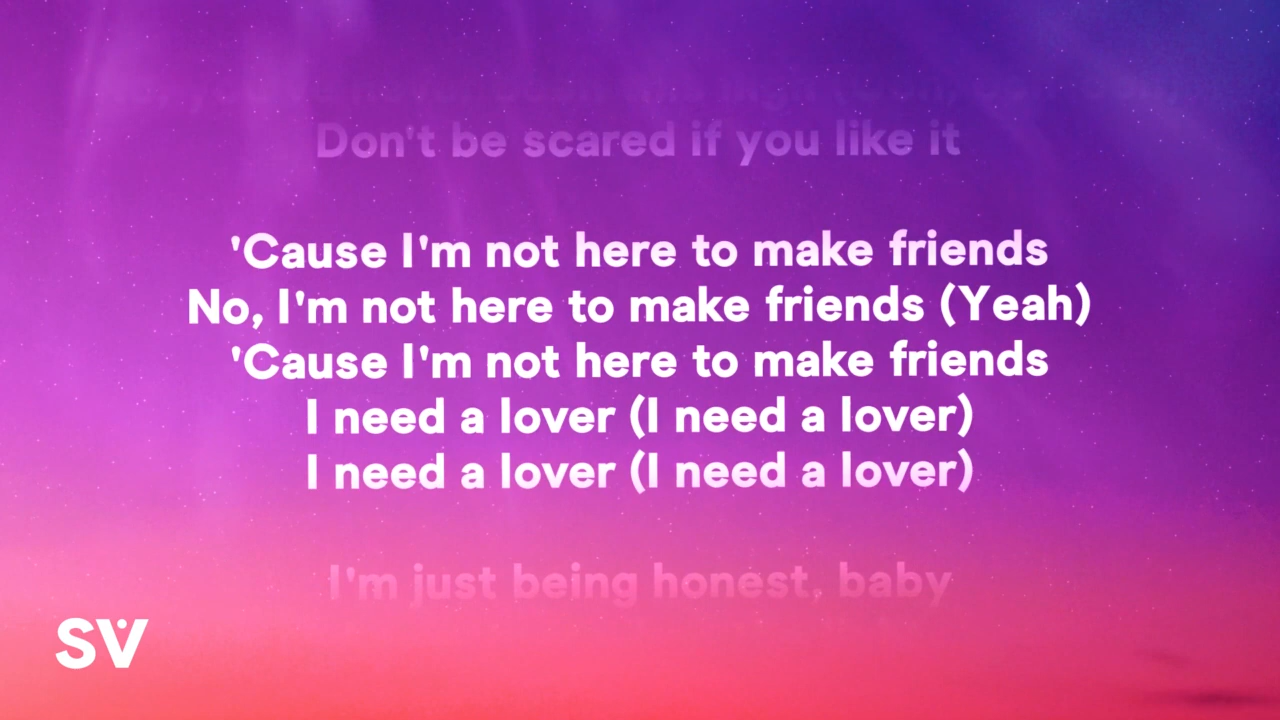 Don't be scared if you like it
'Cause I'm not here to make friends
No, I'm not here to make friends (Yeah)
'Cause I'm not here to make friends
I need a lover (I need a lover)
I need a lover (I need a lover)
I'm just being honest, baby
SV